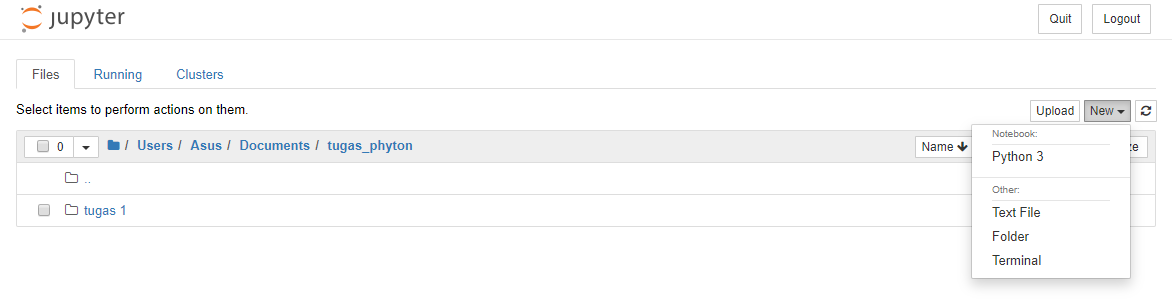 jupyter
Quit Logout
Files Running Clusters
Select items to perform actions on them.
Upload New
0 / Users / Asus / Documents / tugas_phyton Name
Notebook:
Python 3
..
Other:
tugas 1
Text File
Folder
Terminal